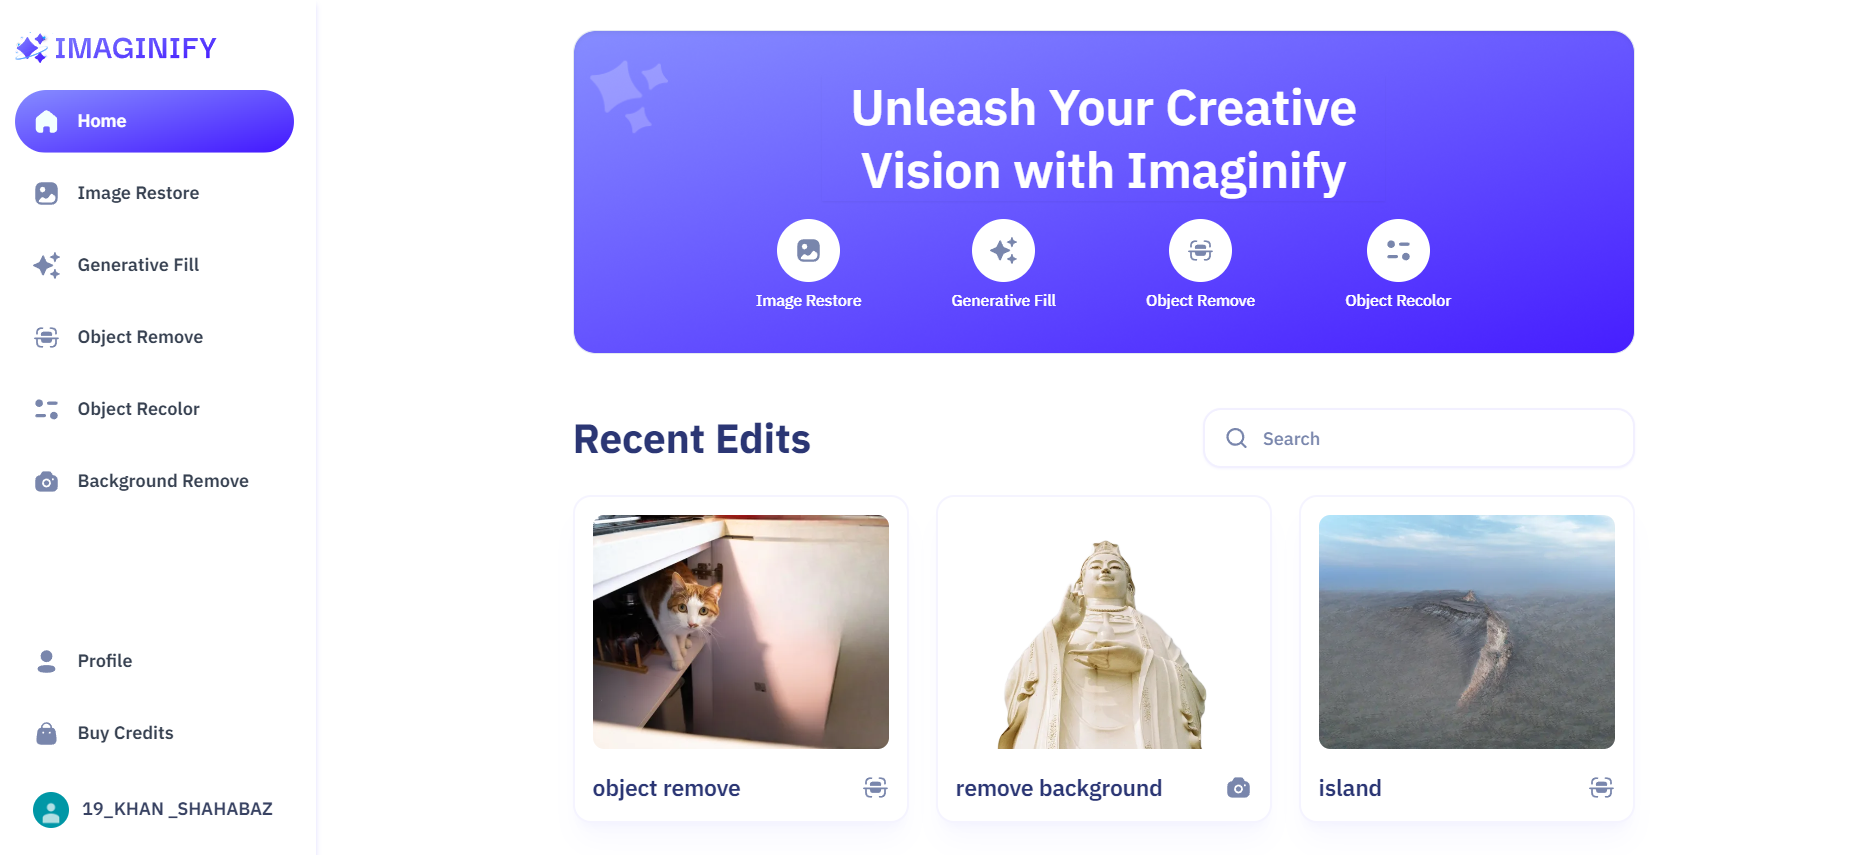 IMAGINIFY
Home
Image Restore
Generative Fill
Object Remove
Object Recolor
Background Remove
Profile
Buy Credits
19_KHAN _SHAHABAZ
Unleash Your Creative
Vision with Imaginify
Image Restore
Generative Fill
Object Remove
Object Recolor
Recent Edits
Search
object remove
remove background
island